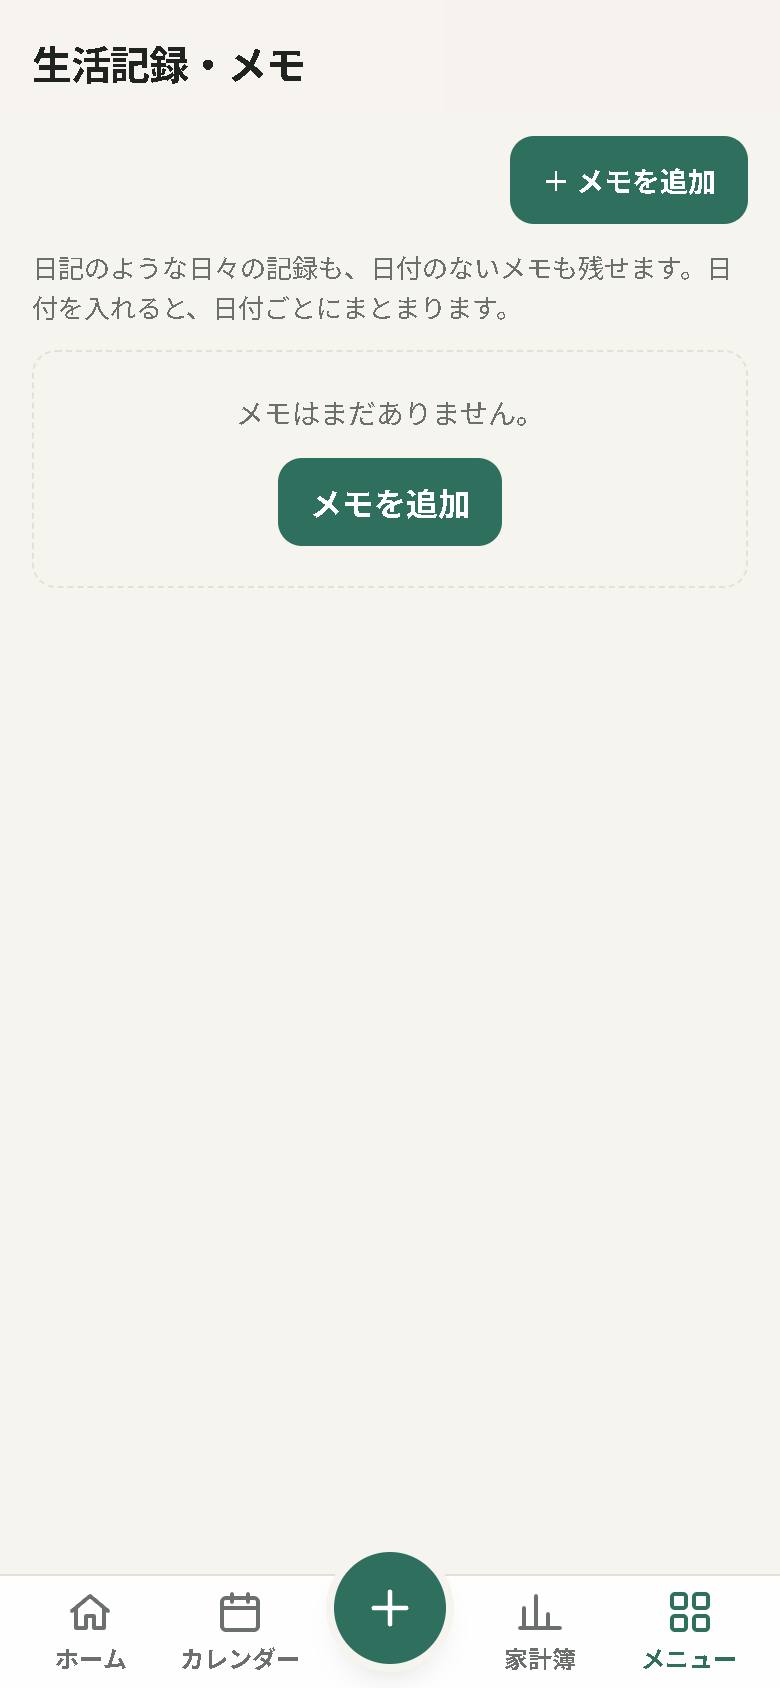 生活記録・メモ
＋ メモを追加
日記のような日々の記録も、日付のないメモも残せます。日
付を入れると、日付ごとにまとまります。
メモはまだありません。
メモを追加
ホーム
カレンダー
家計簿
メニュー